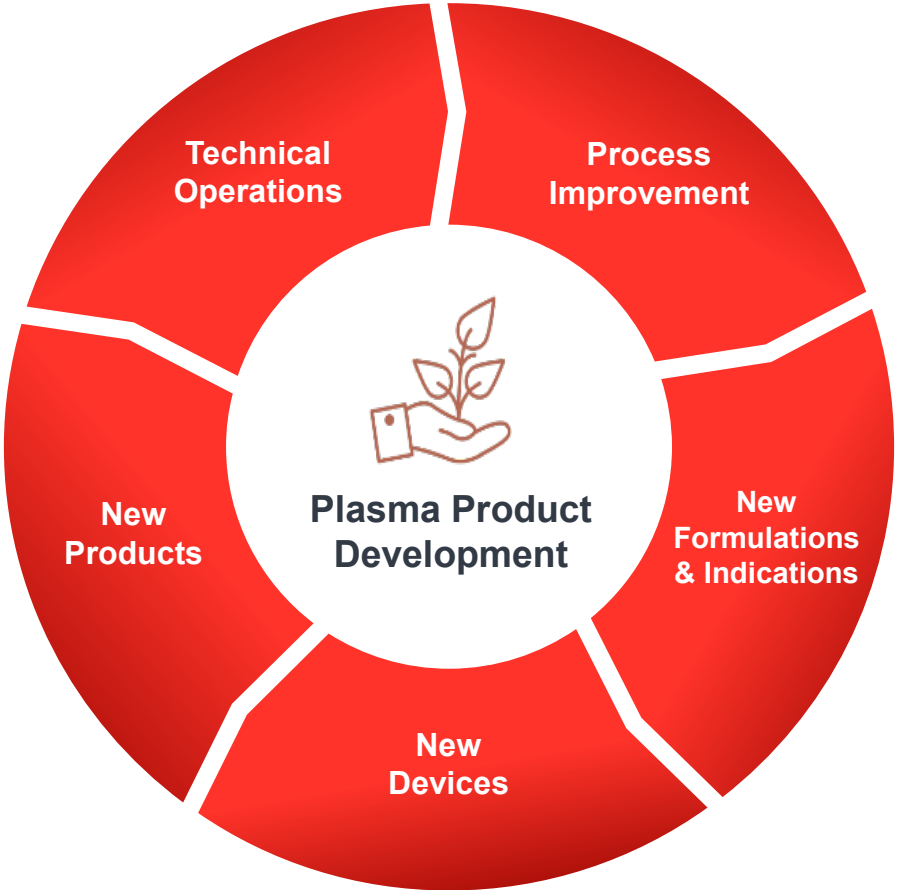 Technical
Operations
Process
Improvement
New
Formulations
& Indications
New
Devices
New
Products
Plasma Product
Development